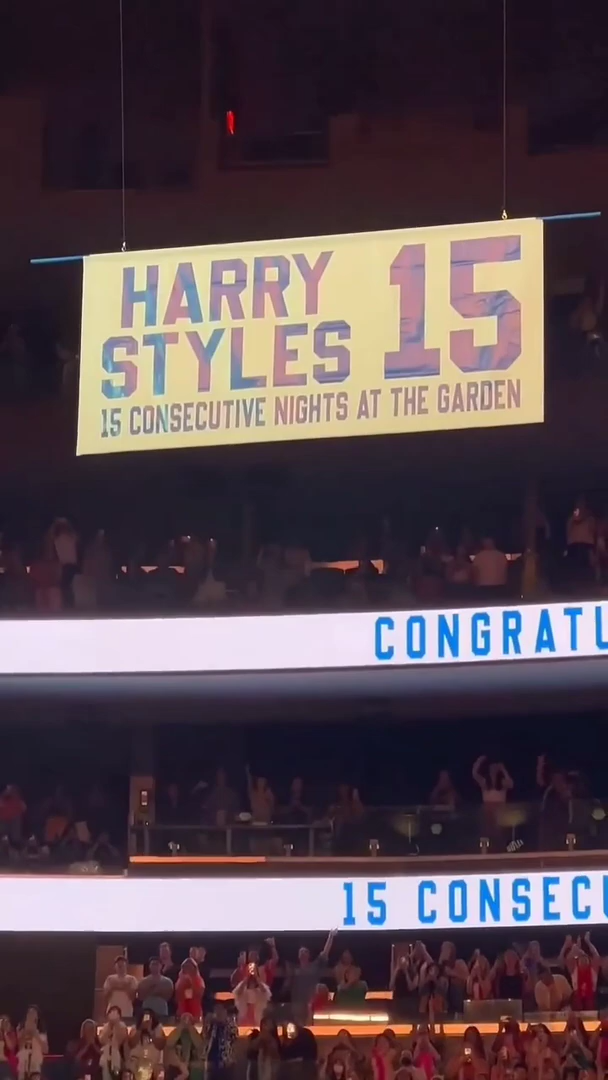 HARRY
STYLES
15
15 CONSECUTIVE NIGHTS AT THE GARDEN
CONGRATU
15 CONSECU